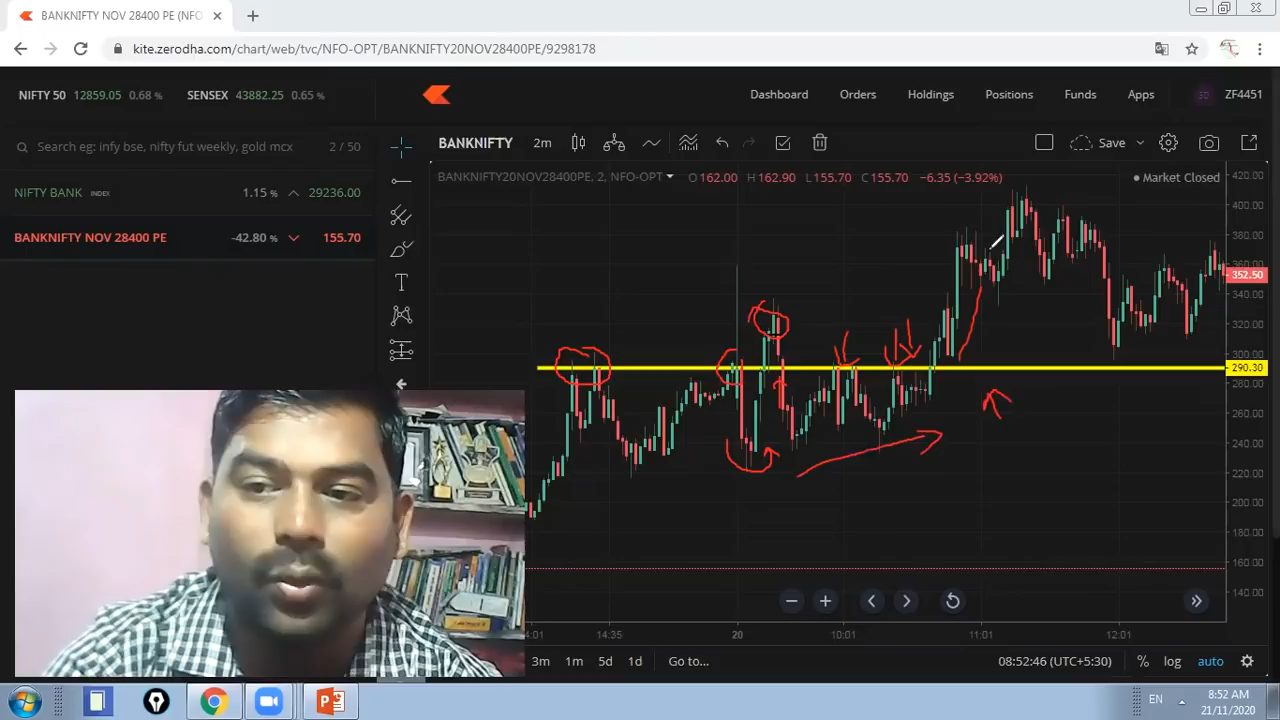 BANKNIFTY NOV 28400 PE (NFO
kite.zerodha.com/chart/web/tvc/NFO-OPT/BANKNIFTY20NOV28400PE/9298178
NIFTY 50 12859.05 0.68 % SENSEX 43882.25 0.65 %
Dashboard Orders Holdings Positions Funds Apps ZF4451
Search eg: infy bse, nifty fut weekly, gold mcx 2 / 50
BANKNIFTY 2m Save
NIFTY BANK INDEX 1.15 % 29236.00
BANKNIFTY20NOV28400PE, 2, NFO-OPT O 162.00 H 162.90 L 155.70 C 155.70 −6.35 (−3.92%) Market Closed
BANKNIFTY NOV 28400 PE -42.80 % 155.70
420.00
400.00
380.00
360.00
352.50
340.00
320.00
300.00
290.30
280.00
260.00
240.00
220.00
200.00
180.00
160.00
140.00
14:01 14:35 20 10:01 11:01 12:01
3m 1m 5d 1d Go to... 08:52:46 (UTC+5:30) % log auto
EN 8:52 AM
21/11/2020